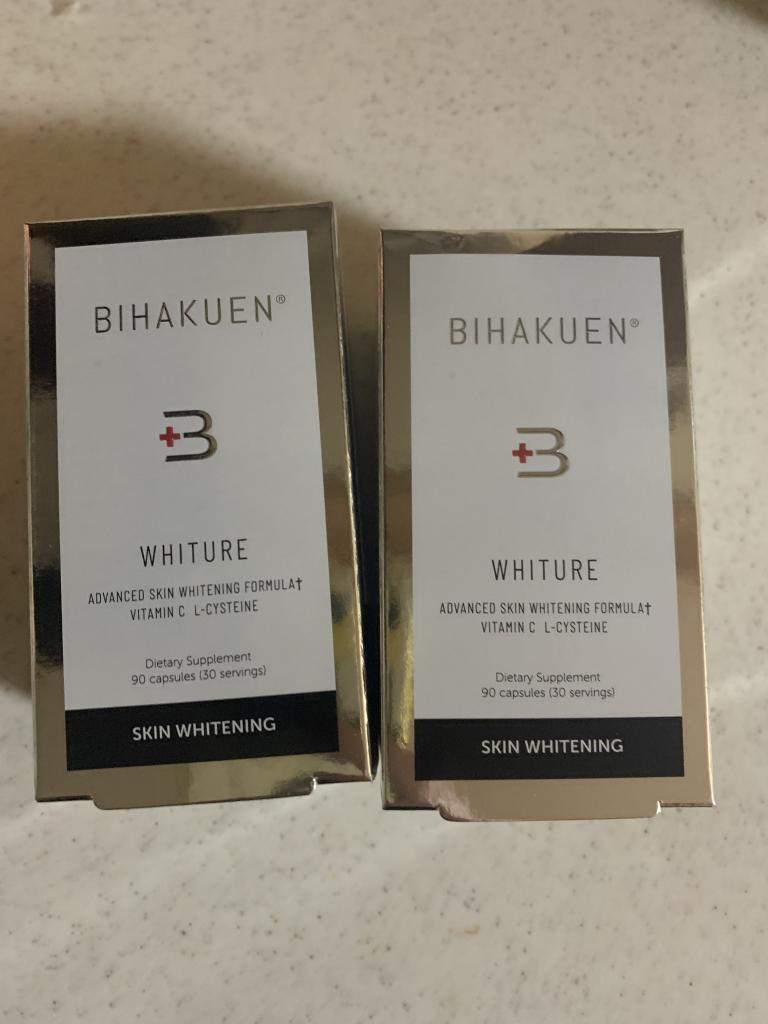 BIHAKUEN®
B
WHITURE
ADVANCED SKIN WHITENING FORMULA†
VITAMIN C L-CYSTEINE
Dietary Supplement
90 capsules (30 servings)
SKIN WHITENING
BIHAKUEN®
B
WHITURE
ADVANCED SKIN WHITENING FORMULA†
VITAMIN C L-CYSTEINE
Dietary Supplement
90 capsules (30 servings)
SKIN WHITENING